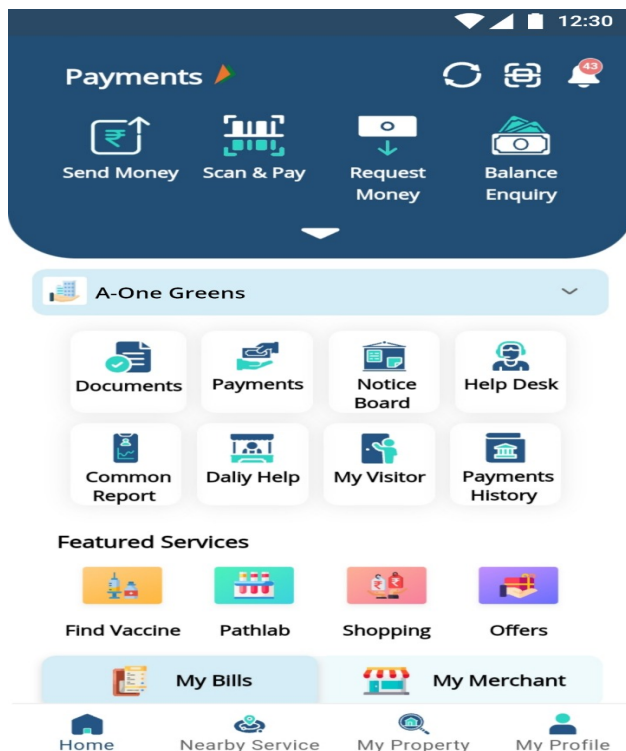 12:30
Payments
43
Send Money
Scan & Pay
Request
Money
Balance
Enquiry
A-One Greens
Documents
Payments
Notice
Board
Help Desk
Common
Report
Daliy Help
My Visitor
Payments
History
Featured Services
Find Vaccine
Pathlab
Shopping
Offers
My Bills
My Merchant
Home
Nearby Service
My Property
My Profile